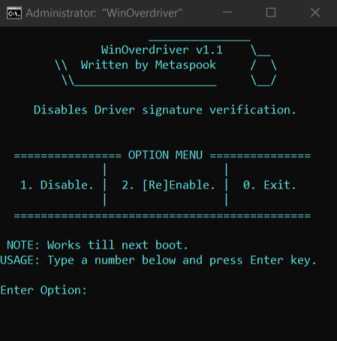 Administrator: "WinOverdriver"
WinOverdriver v1.1
Written by Metaspook
Disables Driver signature verification.
================ OPTION MENU ===============
1. Disable. | 2. [Re]Enable. | 0. Exit.
============================================
NOTE: Works till next boot.
USAGE: Type a number below and press Enter key.
Enter Option: